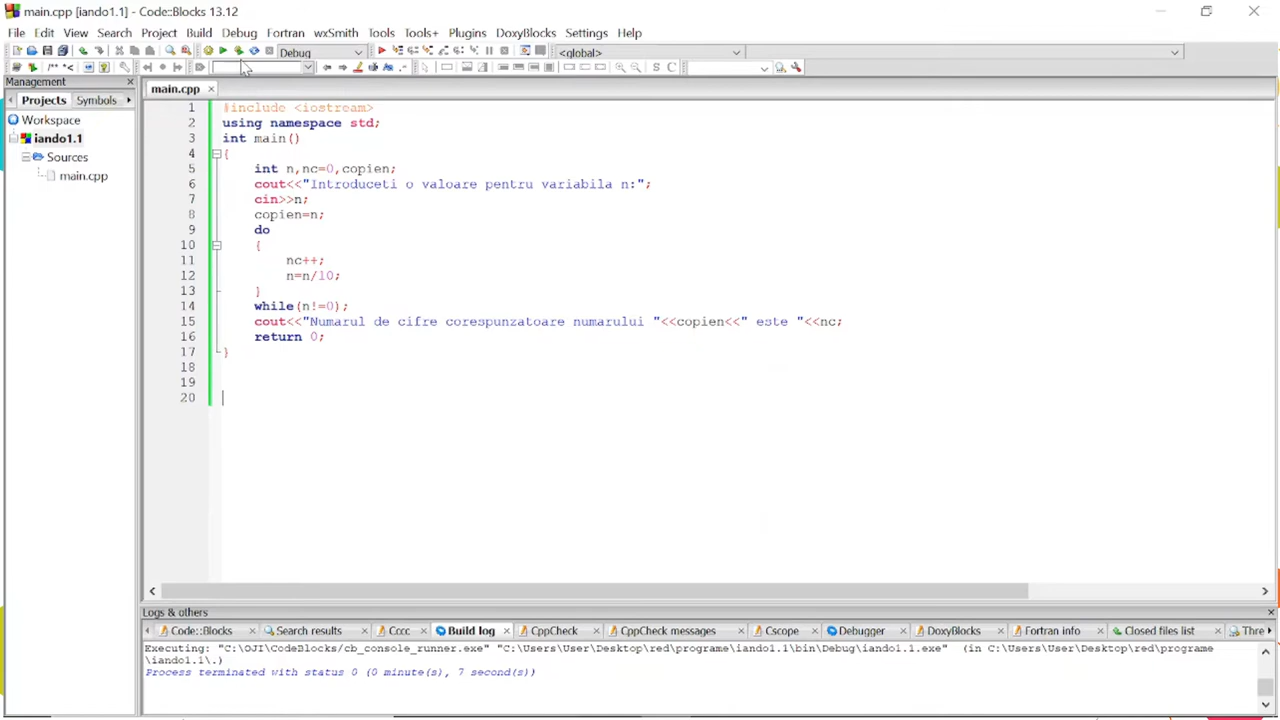 main.cpp [iando1.1] - Code::Blocks 13.12
File Edit View Search Project Build Debug Fortran wxSmith Tools Tools+ Plugins DoxyBlocks Settings Help
Debug <global>
/** *< S C
Management
main.cpp
Projects Symbols
Workspace
iando1.1
Sources
main.cpp
1 #include <iostream>
2 using namespace std;
3 int main()
4 {
5 int n,nc=0,copien;
6 cout<<"Introduceti o valoare pentru variabila n:";
7 cin>>n;
8 copien=n;
9 do
10 {
11 nc++;
12 n=n/10;
13 }
14 while(n!=0);
15 cout<<"Numarul de cifre corespunzatoare numarului "<<copien<<" este "<<nc;
16 return 0;
17 }
18
19
20
Logs & others
Code::Blocks Search results Cccc Build log CppCheck CppCheck messages Cscope Debugger DoxyBlocks Fortran info Closed files list Thre
Executing: "C:\OJI\CodeBlocks/cb_console_runner.exe" "C:\Users\User\Desktop\red\programe\iando1.1\bin\Debug\iando1.1.exe" (in C:\Users\User\Desktop\red\programe
\iando1.1\.)
Process terminated with status 0 (0 minute(s), 7 second(s))